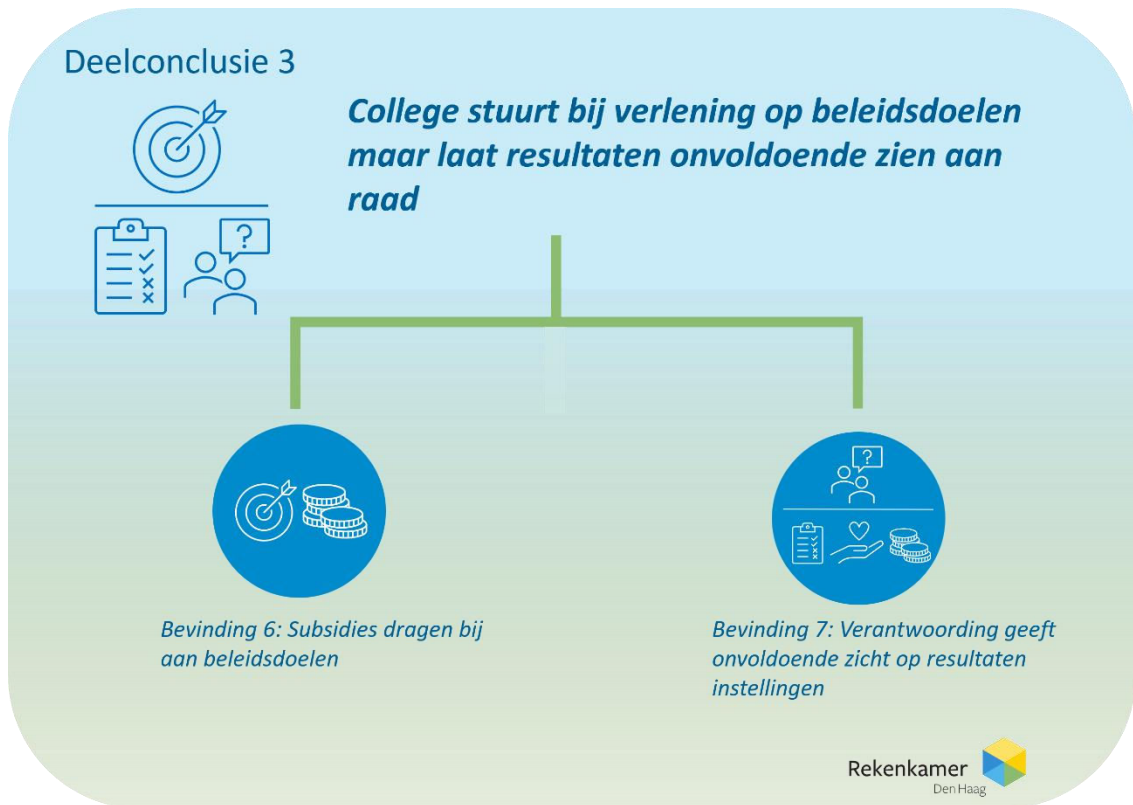 Deelconclusie 3
College stuurt bij verlening op beleidsdoelen
maar laat resultaten onvoldoende zien aan
raad
?
?
Bevinding 6: Subsidies dragen bij
aan beleidsdoelen
Bevinding 7: Verantwoording geeft
onvoldoende zicht op resultaten
instellingen
Rekenkamer
Den Haag